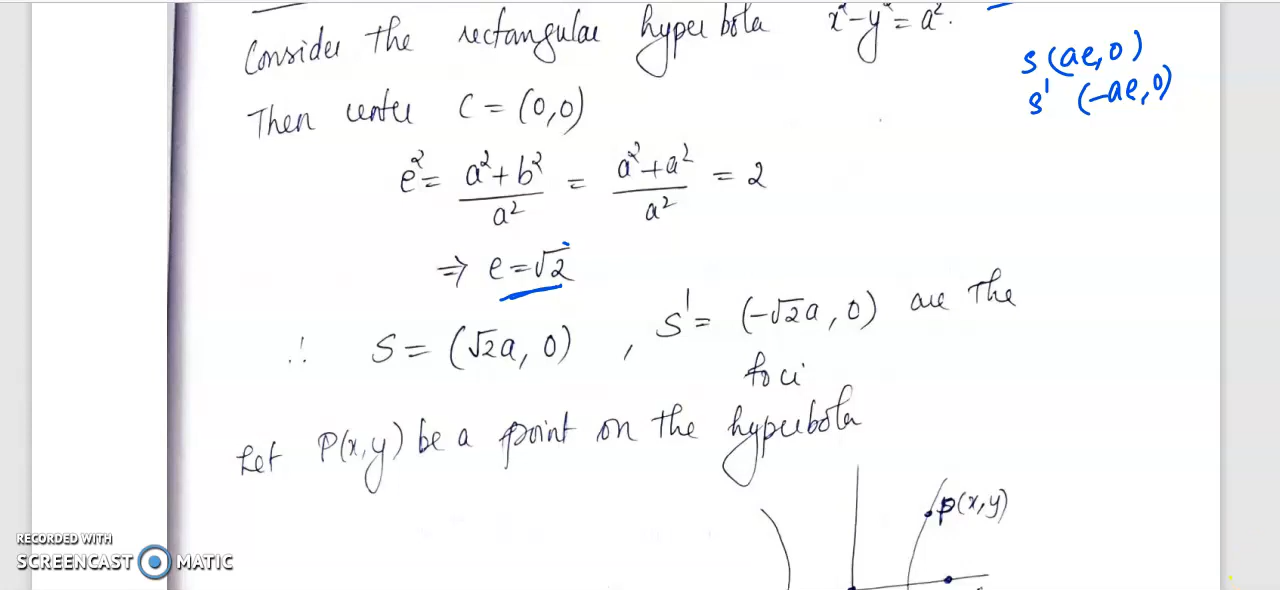 Consider the rectangular hyperbola x²-y²=a².
S(ae,0)
S' (-ae,0)
Then center C = (0,0)
e² = a²+b²/a² = a²+a²/a² = 2
⇒ e=√2
∴ S = (√2a, 0), S' = (-√2a, 0) are the
foci
Let P(x,y) be a point on the hyperbola
P(x,y)
RECORDED WITH
SCREENCAST MATIC